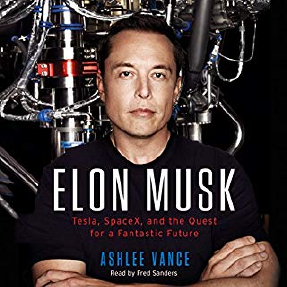 ELON MUSK
Tesla, SpaceX, and the Quest
for a Fantastic Future
ASHLEE VANCE
Read by Fred Sanders